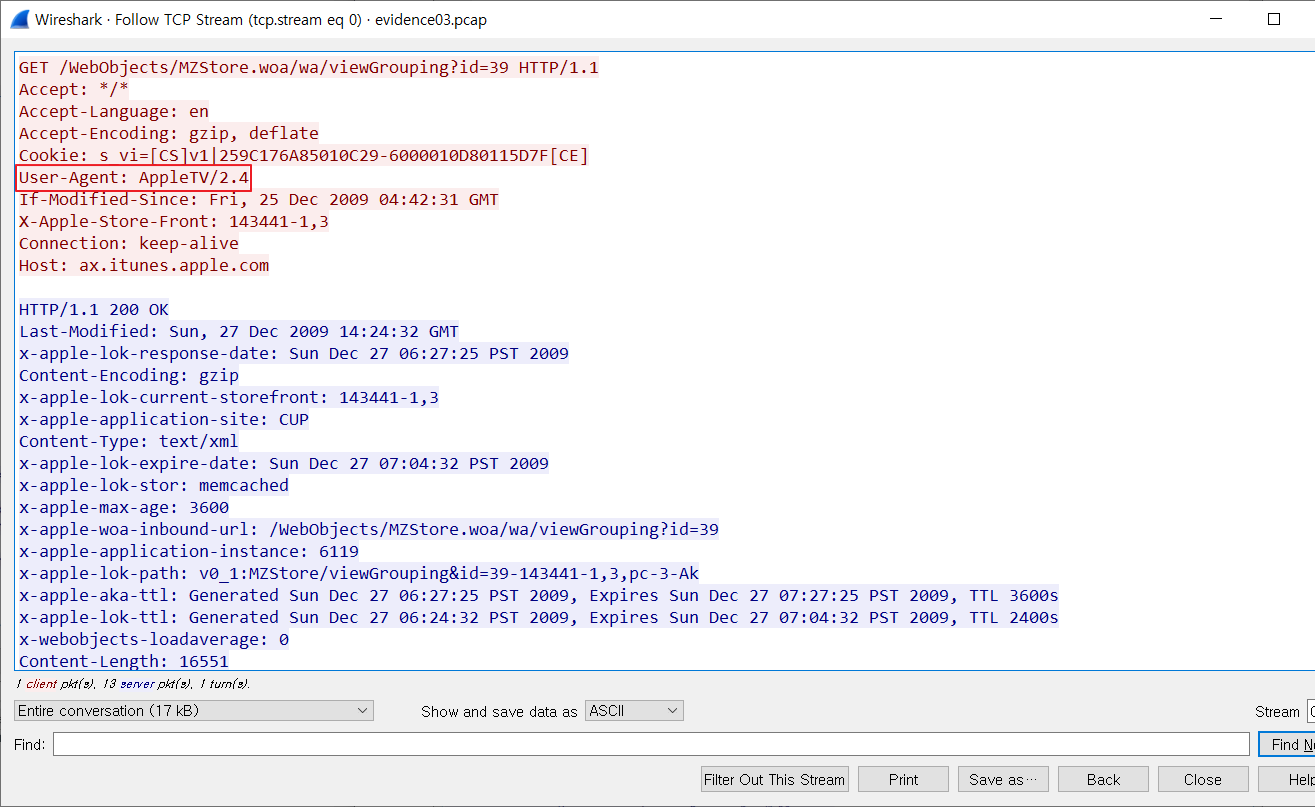 Wireshark · Follow TCP Stream (tcp.stream eq 0) · evidence03.pcap
GET /WebObjects/MZStore.woa/wa/viewGrouping?id=39 HTTP/1.1
Accept: */*
Accept-Language: en
Accept-Encoding: gzip, deflate
Cookie: s_vi=[CS]v1|259C176A85010C29-6000010D80115D7F[CE]
User-Agent: AppleTV/2.4
If-Modified-Since: Fri, 25 Dec 2009 04:42:31 GMT
X-Apple-Store-Front: 143441-1,3
Connection: keep-alive
Host: ax.itunes.apple.com
HTTP/1.1 200 OK
Last-Modified: Sun, 27 Dec 2009 14:24:32 GMT
x-apple-lok-response-date: Sun Dec 27 06:27:25 PST 2009
Content-Encoding: gzip
x-apple-lok-current-storefront: 143441-1,3
x-apple-application-site: CUP
Content-Type: text/xml
x-apple-lok-expire-date: Sun Dec 27 07:04:32 PST 2009
x-apple-lok-stor: memcached
x-apple-max-age: 3600
x-apple-woa-inbound-url: /WebObjects/MZStore.woa/wa/viewGrouping?id=39
x-apple-application-instance: 6119
x-apple-lok-path: v0_1:MZStore/viewGrouping&id=39-143441-1,3,pc-3-Ak
x-apple-aka-ttl: Generated Sun Dec 27 06:27:25 PST 2009, Expires Sun Dec 27 07:27:25 PST 2009, TTL 3600s
x-apple-lok-ttl: Generated Sun Dec 27 06:24:32 PST 2009, Expires Sun Dec 27 07:04:32 PST 2009, TTL 2400s
x-webobjects-loadaverage: 0
Content-Length: 16551
1 client pkt(s), 13 server pkt(s), 1 turn(s).
Entire conversation (17 kB) Show and save data as ASCII Stream
Find: Find
Filter Out This Stream Print Save as… Back Close Help